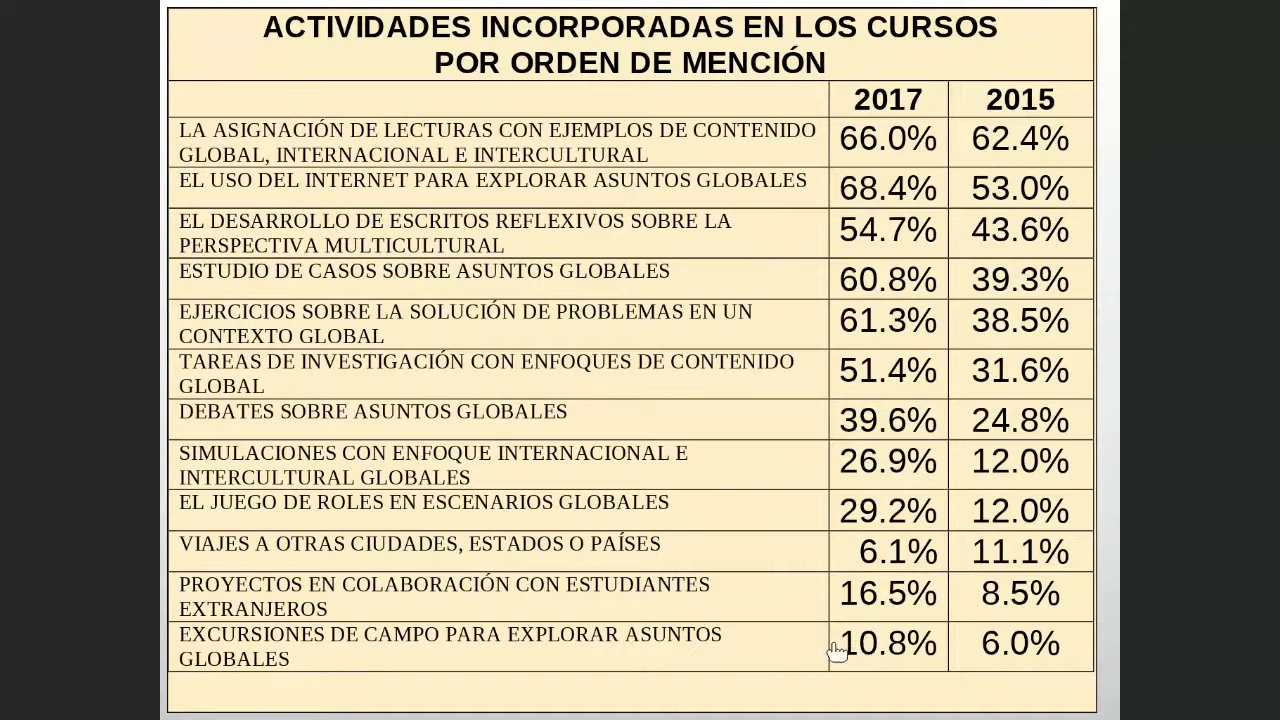 ACTIVIDADES INCORPORADAS EN LOS CURSOS
POR ORDEN DE MENCIÓN
2017 2015
LA ASIGNACIÓN DE LECTURAS CON EJEMPLOS DE CONTENIDO
GLOBAL, INTERNACIONAL E INTERCULTURAL
66.0% 62.4%
EL USO DEL INTERNET PARA EXPLORAR ASUNTOS GLOBALES
68.4% 53.0%
EL DESARROLLO DE ESCRITOS REFLEXIVOS SOBRE LA
PERSPECTIVA MULTICULTURAL
54.7% 43.6%
ESTUDIO DE CASOS SOBRE ASUNTOS GLOBALES
60.8% 39.3%
EJERCICIOS SOBRE LA SOLUCIÓN DE PROBLEMAS EN UN
CONTEXTO GLOBAL
61.3% 38.5%
TAREAS DE INVESTIGACIÓN CON ENFOQUES DE CONTENIDO
GLOBAL
51.4% 31.6%
DEBATES SOBRE ASUNTOS GLOBALES
39.6% 24.8%
SIMULACIONES CON ENFOQUE INTERNACIONAL E
INTERCULTURAL GLOBALES
26.9% 12.0%
EL JUEGO DE ROLES EN ESCENARIOS GLOBALES
29.2% 12.0%
VIAJES A OTRAS CIUDADES, ESTADOS O PAÍSES
6.1% 11.1%
PROYECTOS EN COLABORACIÓN CON ESTUDIANTES
EXTRANJEROS
16.5% 8.5%
EXCURSIONES DE CAMPO PARA EXPLORAR ASUNTOS
GLOBALES
10.8% 6.0%